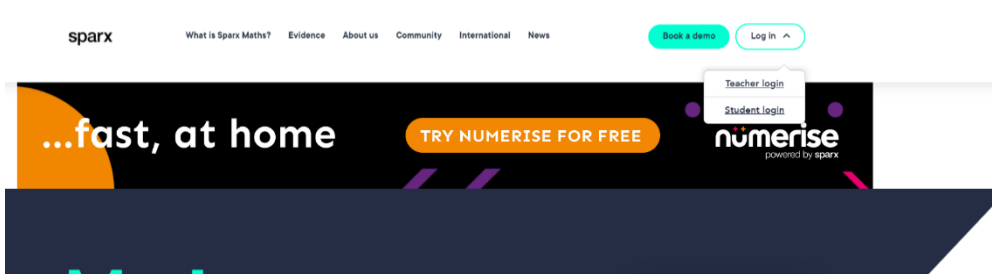 sparx
What is Sparx Maths? Evidence About us Community International News
Book a demo Log in
Teacher login
Student login
...fast, at home
TRY NUMERISE FOR FREE
numerise
powered by sparx